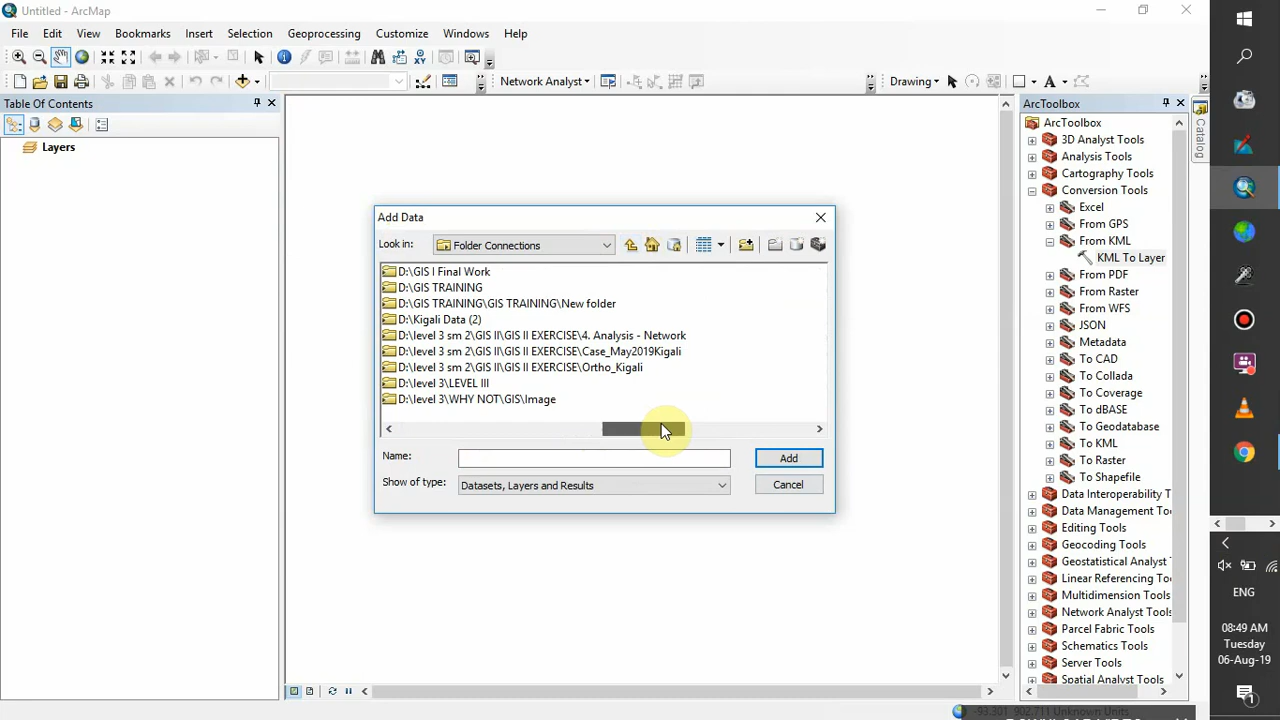 Untitled - ArcMap
File Edit View Bookmarks Insert Selection Geoprocessing Customize Windows Help
Network Analyst
Drawing
Table Of Contents
Layers
Add Data
Look in: Folder Connections
D:\GIS I Final Work
D:\GIS TRAINING
D:\GIS TRAINING\GIS TRAINING\New folder
D:\Kigali Data (2)
D:\level 3 sm 2\GIS II\GIS II EXERCISE\4. Analysis - Network
D:\level 3 sm 2\GIS II\GIS II EXERCISE\Case_May2019Kigali
D:\level 3 sm 2\GIS II\GIS II EXERCISE\Ortho_Kigali
D:\level 3\LEVEL III
D:\level 3\WHY NOT\GIS\Image
Name:
Add
Show of type: Datasets, Layers and Results
Cancel
ArcToolbox
ArcToolbox
3D Analyst Tools
Analysis Tools
Cartography Tools
Conversion Tools
Excel
From GPS
From KML
KML To Layer
From PDF
From Raster
From WFS
JSON
Metadata
To CAD
To Collada
To Coverage
To dBASE
To Geodatabase
To KML
To Raster
To Shapefile
Data Interoperability T
Data Management To
Editing Tools
Geocoding Tools
Geostatistical Analyst
Linear Referencing To
Multidimension Tools
Network Analyst Tools
Parcel Fabric Tools
Schematics Tools
Server Tools
Spatial Analyst Tools
Catalog
ENG
08:49 AM
Tuesday
06-Aug-19
1
-93.301 902.711 Unknown Units